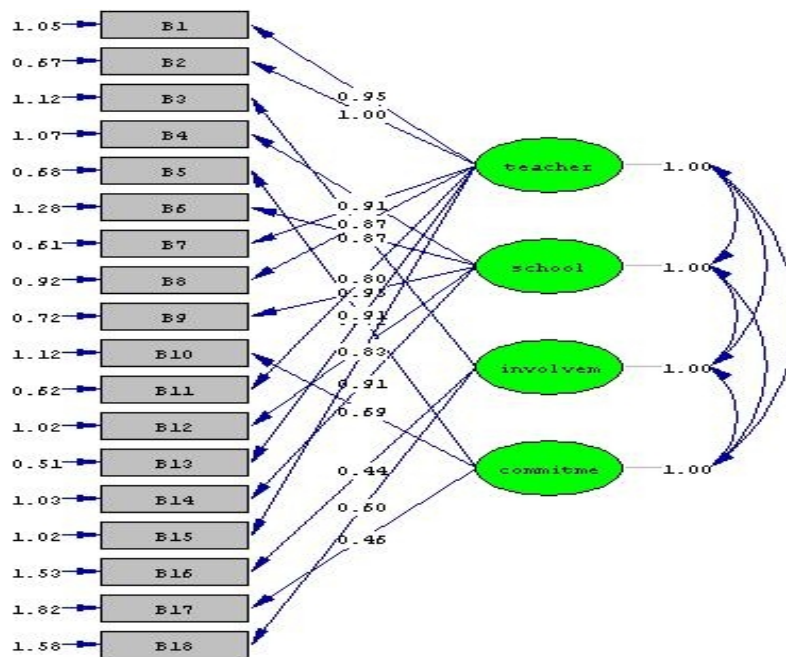 1.05 B1
0.67 B2
1.12 B3
1.07 B4
0.68 B5
1.28 B6
0.61 B7
0.92 B8
0.72 B9
1.12 B10
0.62 B11
1.02 B12
0.51 B13
1.03 B14
1.02 B15
1.53 B16
1.82 B17
1.58 B18
0.95
1.00
0.91
0.87
0.87
0.80
0.95
0.91
0.83
0.91
0.69
0.44
0.60
0.46
teacher 1.00
school 1.00
involvem 1.00
commitme 1.00